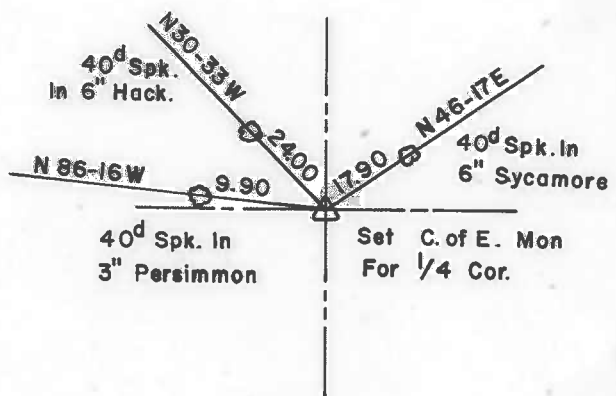 N30-33W
24.00
40d Spk.
In 6" Hack.
N 86-16W
9.90
40d Spk. In
3" Persimmon
N 46-17E
17.90
40d Spk. In
6" Sycamore
Set C. of E. Mon
For 1/4 Cor.